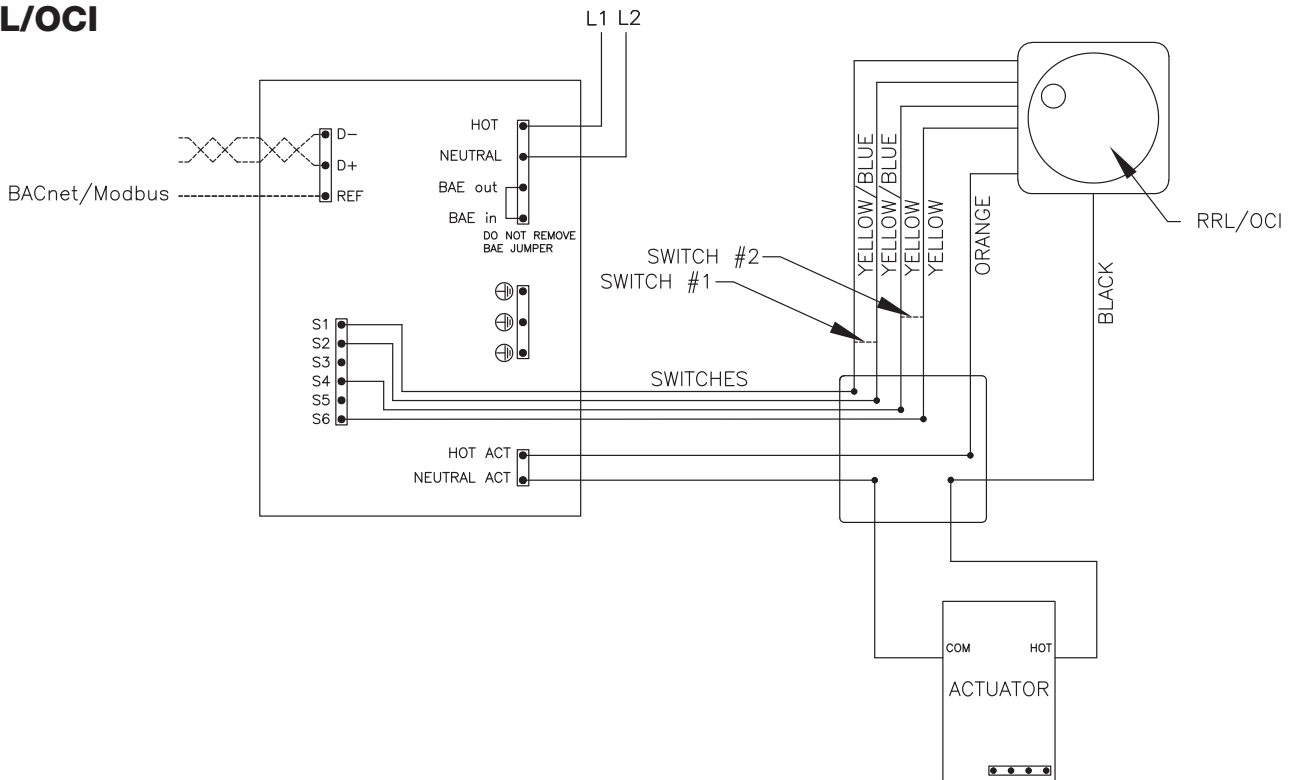 L/OCI
L1 L2
HOT
NEUTRAL
BAE out
BAE in
DO NOT REMOVE
BAE JUMPER
D-
D+
REF
BACnet/Modbus
S1
S2
S3
S4
S5
S6
SWITCHES
HOT ACT
NEUTRAL ACT
SWITCH #2
SWITCH #1
YELLOW/BLUE
YELLOW/BLUE
YELLOW
YELLOW
ORANGE
BLACK
RRL/OCI
COM HOT
ACTUATOR